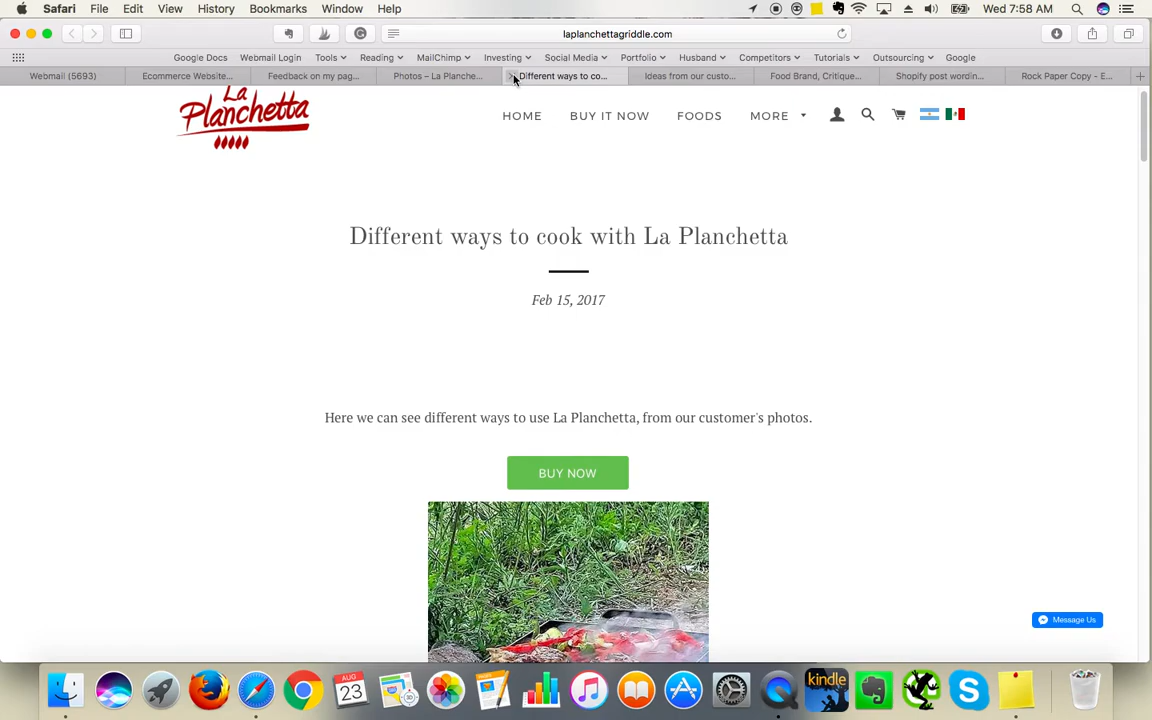 Safari File Edit View History Bookmarks Window Help Wed 7:58 AM
laplanchettagriddle.com
Google Docs Webmail Login Tools Reading MailChimp Investing Social Media Portfolio Husband Competitors Tutorials Outsourcing Google
Webmail (5693) Ecommerce Website... Feedback on my pag... Photos – La Planche... Different ways to co... Ideas from our custo... Food Brand, Critique... Shopify post wordin... Rock Paper Copy - E...
La
Planchetta
HOME BUY IT NOW FOODS MORE
Different ways to cook with La Planchetta
Feb 15, 2017
Here we can see different ways to use La Planchetta, from our customer's photos.
BUY NOW
Message Us
AUG
23
kindle